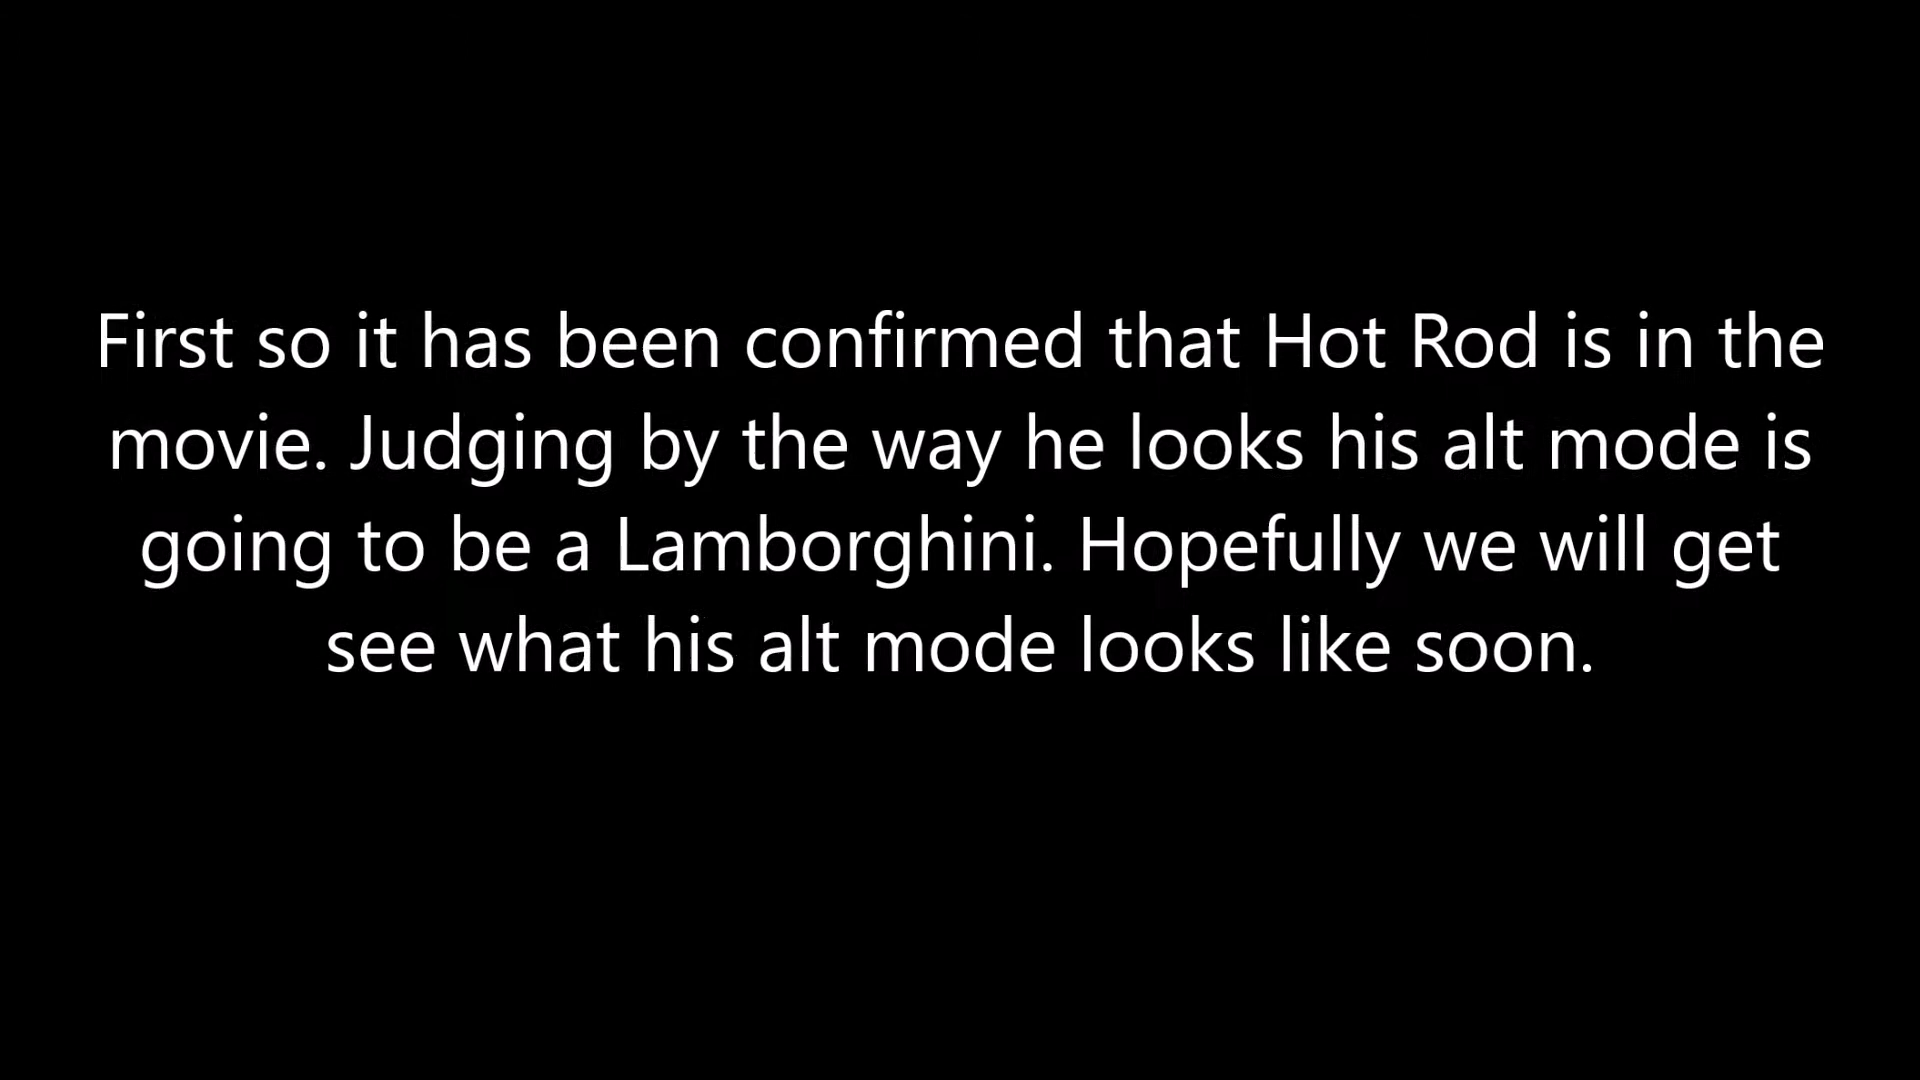 First so it has been confirmed that Hot Rod is in the
movie. Judging by the way he looks his alt mode is
going to be a Lamborghini. Hopefully we will get
see what his alt mode looks like soon.